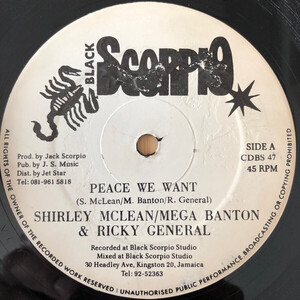 BLACK
SCORPIO
SIDE A
CDBS 47
45 RPM
Prod. by Jack Scorpio
Pub. by J. S. Music
Dist. by Jet Star
Tel: 081-961 5818
PEACE WE WANT
(S. McLean/M. Banton/R. General)
SHIRLEY MCLEAN/MEGA BANTON
& RICKY GENERAL
Recorded at Black Scorpio Studio
Mixed at Black Scorpio Studio
30 Headley Ave, Kingston 20, Jamaica
Tel: 92-52363
ALL RIGHTS OF THE OWNER OF THE RECORDED WORK RESERVED / UNAUTHORISED PUBLIC PERFORMANCE, BROADCASTING OR COPYING PROHIBITED